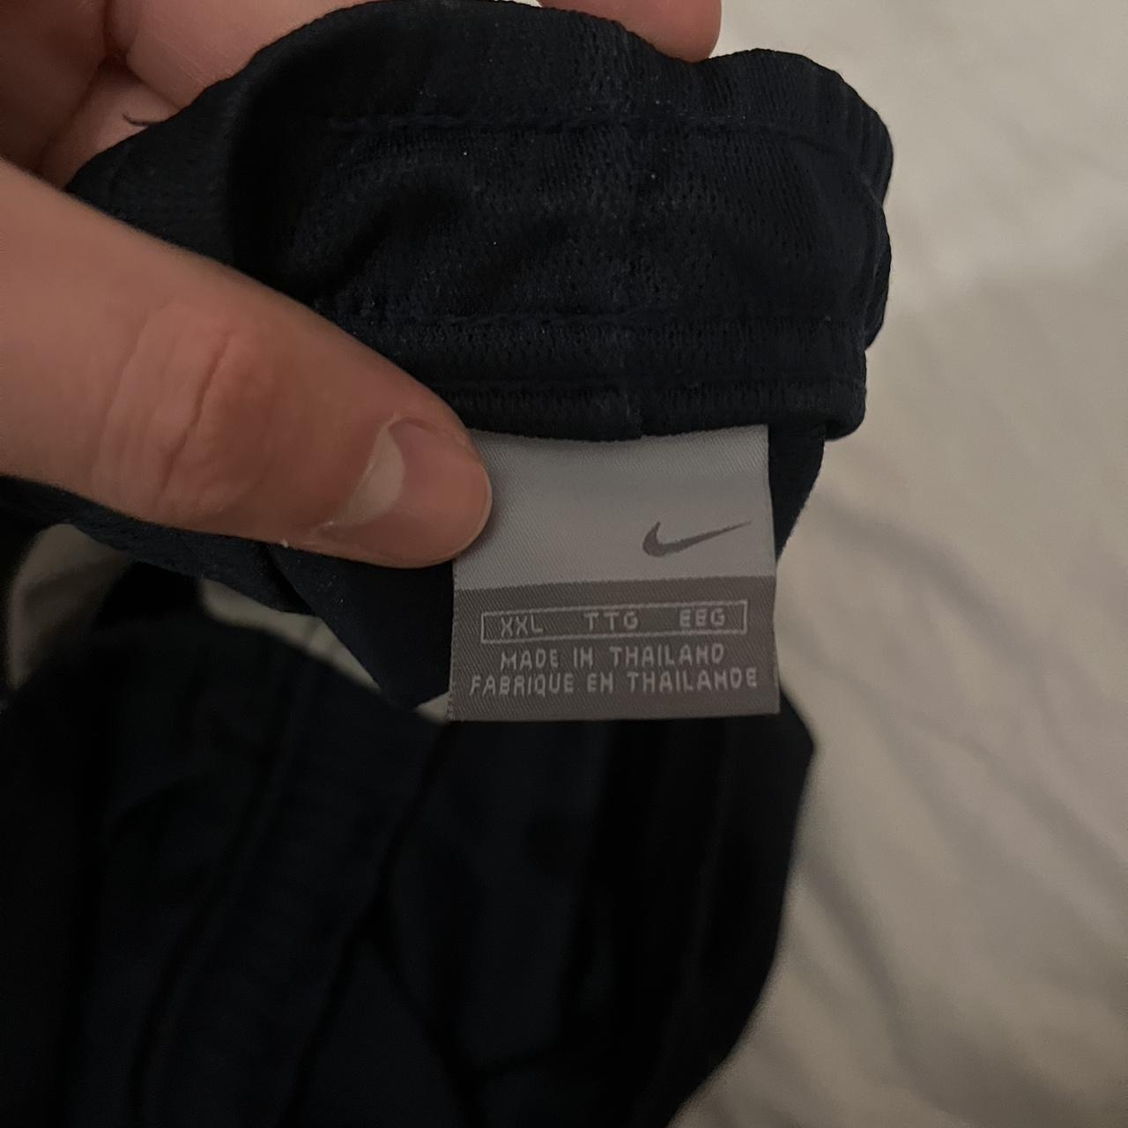 XXL TTG EEG
MADE IN THAILAND
FABRIQUE EN THAILANDE